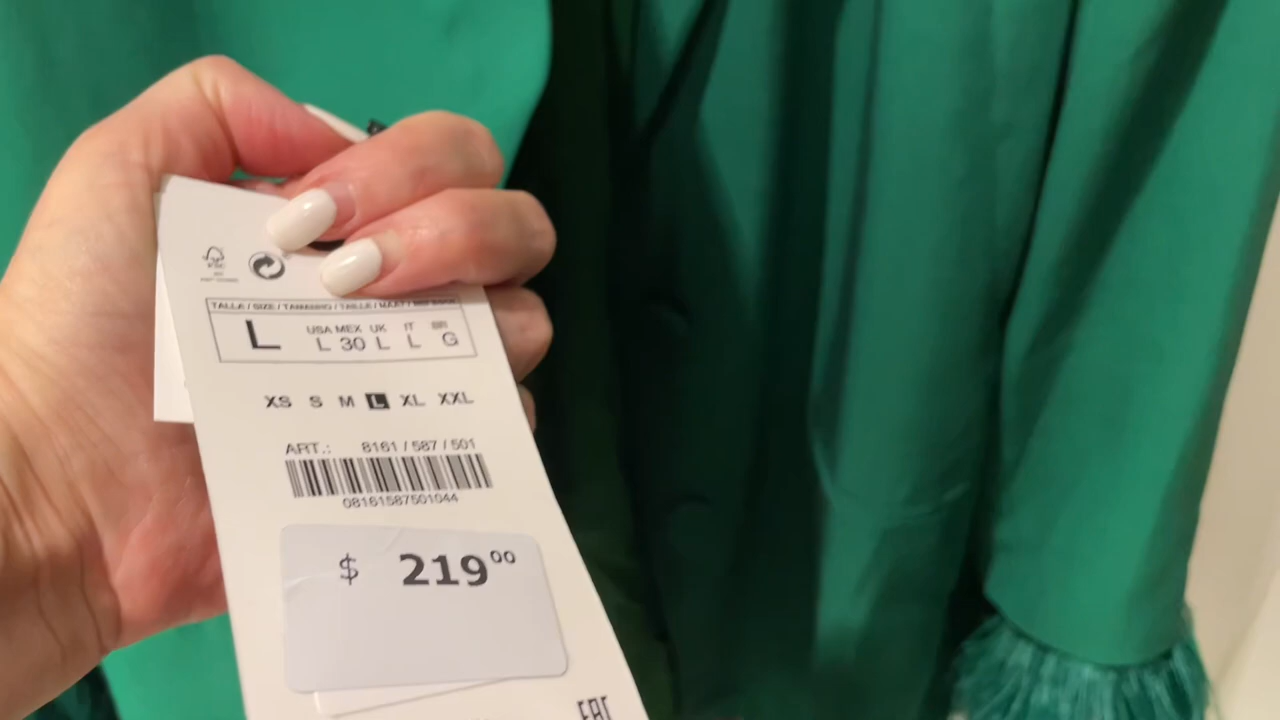 FSC
TALLA / SIZE / TAMANHO / TAILLE / MAAT /
L
USA MEX UK IT BR
L 30 L L G
XS S M L XL XXL
ART.: 8161 / 587 / 501
08161587501044
$ 219⁰⁰
EAC